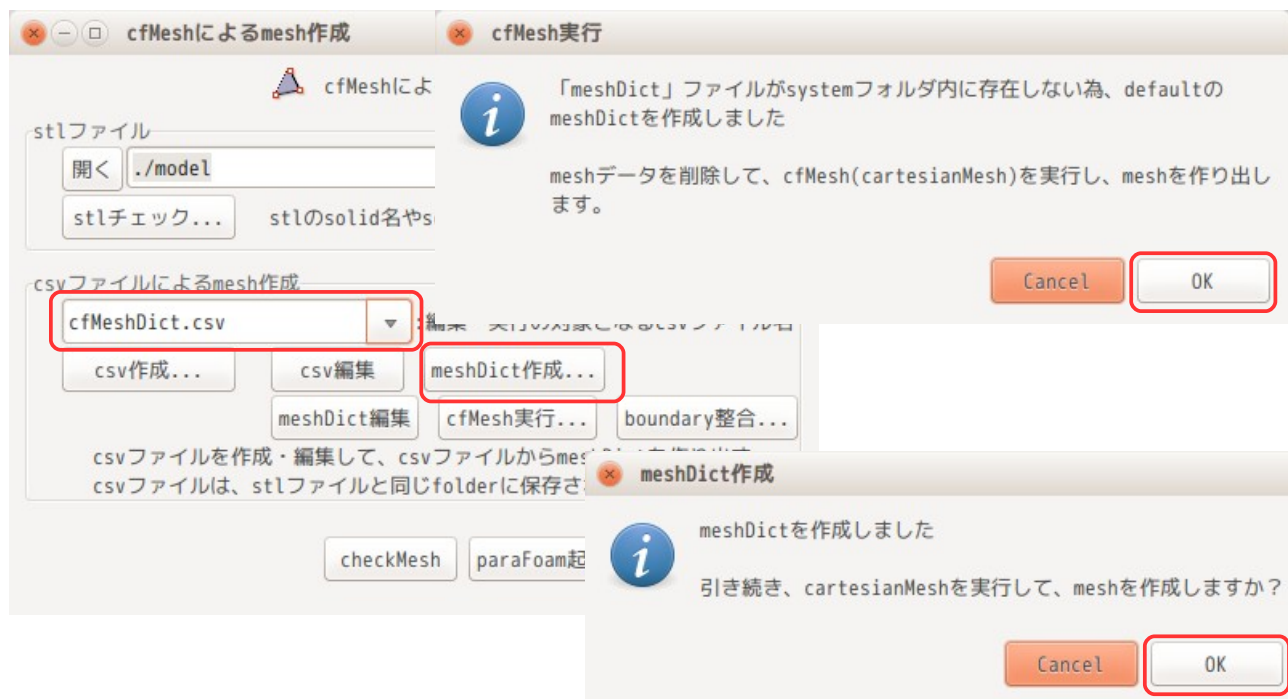 cfMeshによるmesh作成
cfMeshによ
stlファイル
開く ./model
stlチェック... stlのsolid名やs
csvファイルによるmesh作成
cfMeshDict.csv :編集・実行の対象となるcsvファイル名
csv作成... csv編集 meshDict作成...
meshDict編集 cfMesh実行... boundary整合...
csvファイルを作成・編集して、csvファイルからmeshDictを作り出す
csvファイルは、stlファイルと同じfolderに保存さ
checkMesh paraFoam起
cfMesh実行
「meshDict」ファイルがsystemフォルダ内に存在しない為、defaultの
meshDictを作成しました
meshデータを削除して、cfMesh(cartesianMesh)を実行し、meshを作り出し
ます。
Cancel OK
meshDict作成
meshDictを作成しました
引き続き、cartesianMeshを実行して、meshを作成しますか？
Cancel OK